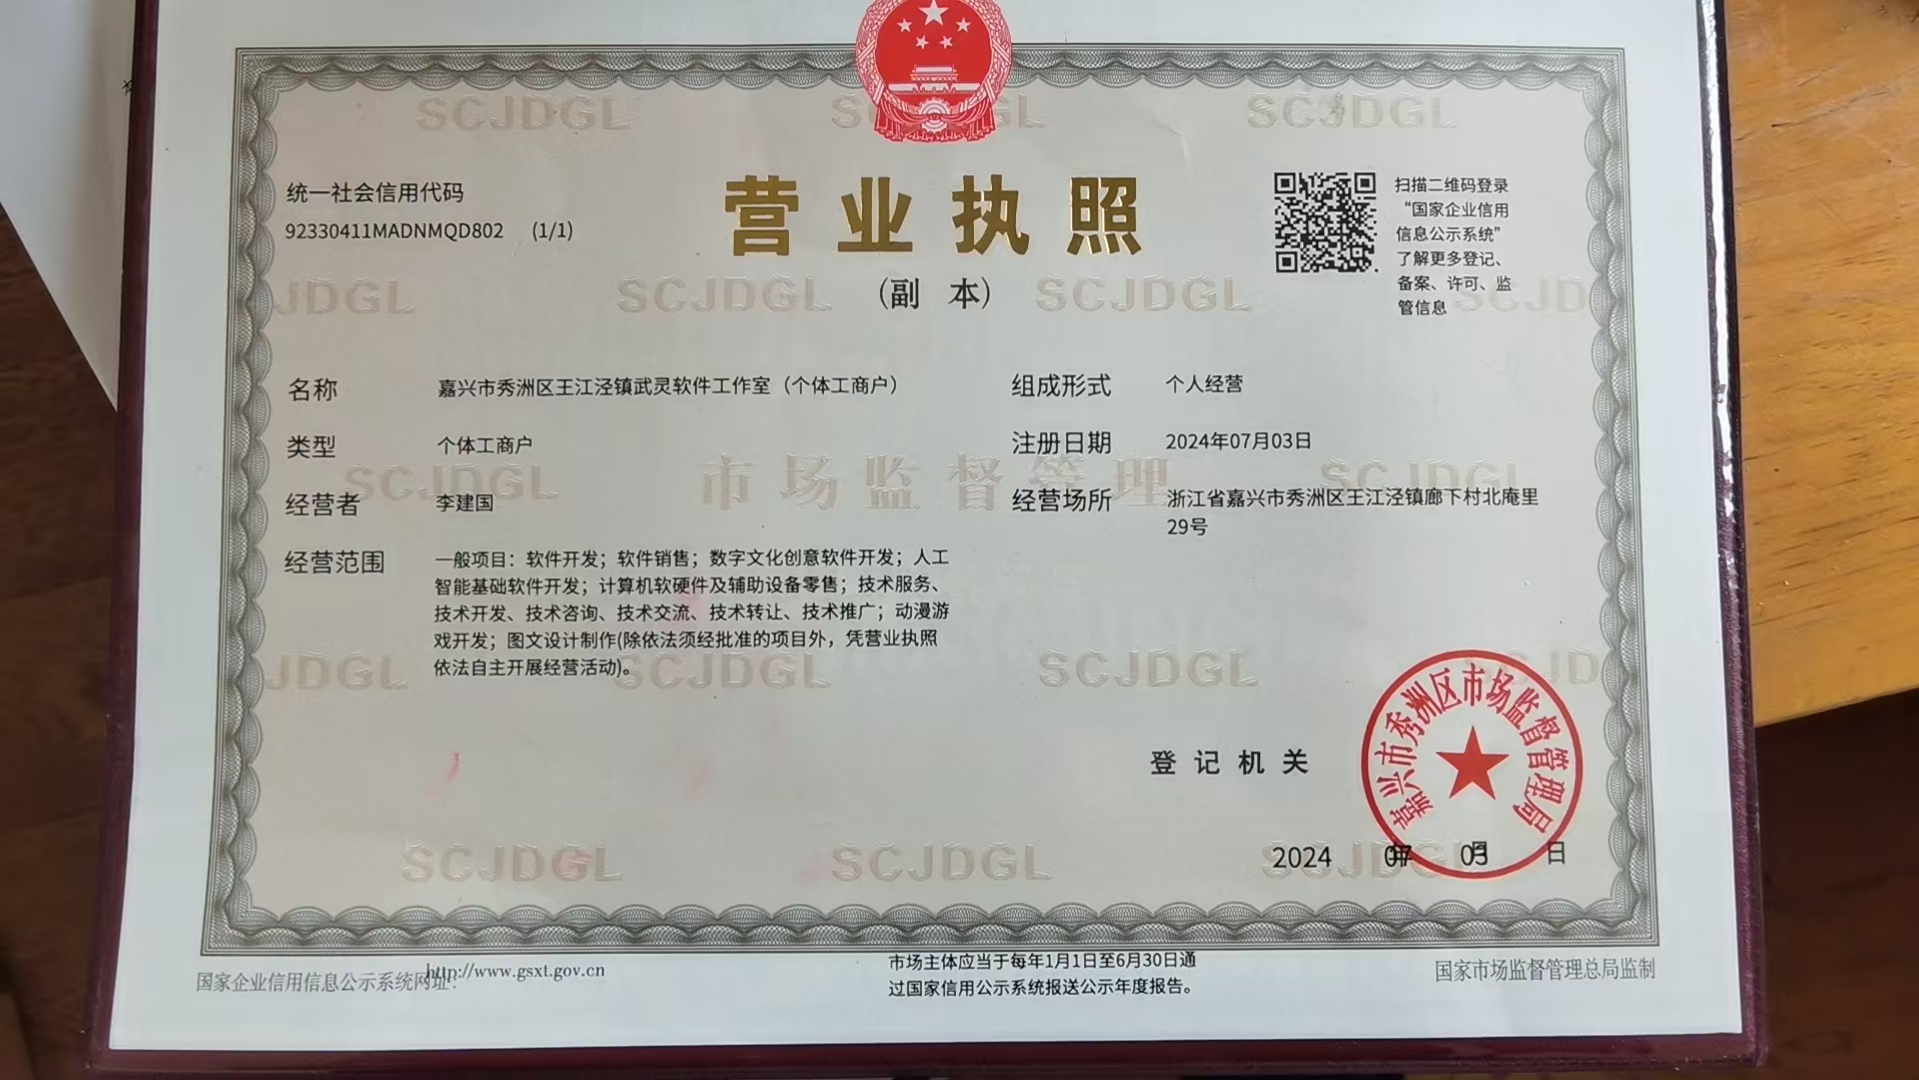 统一社会信用代码
92330411MADNMQD802 (1/1)
营业执照
(副 本)
扫描二维码登录
“国家企业信用
信息公示系统”
了解更多登记、
备案、许可、监
管信息
名称 嘉兴市秀洲区王江泾镇武灵软件工作室（个体工商户）
类型 个体工商户
经营者 李建国
经营范围 一般项目：软件开发；软件销售；数字文化创意软件开发；人工
智能基础软件开发；计算机软硬件及辅助设备零售；技术服务、
技术开发、技术咨询、技术交流、技术转让、技术推广；动漫游
戏开发；图文设计制作(除依法须经批准的项目外，凭营业执照
依法自主开展经营活动)。
组成形式 个人经营
注册日期 2024年07月03日
经营场所 浙江省嘉兴市秀洲区王江泾镇廊下村北庵里
29号
登记机关
嘉兴市秀洲区市场监督管理局
2024 年07 月03 日
国家企业信用信息公示系统网址：http://www.gsxt.gov.cn
市场主体应当于每年1月1日至6月30日通
过国家信用公示系统报送公示年度报告。
国家市场监督管理总局监制
SCJDGL
市场监督管理